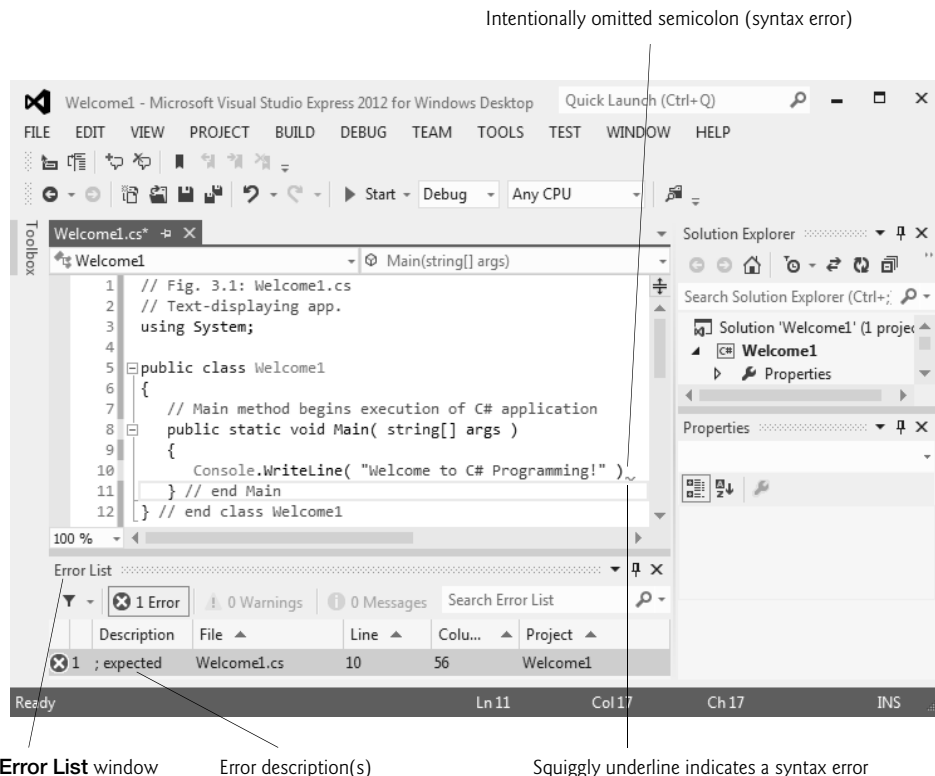 Intentionally omitted semicolon (syntax error)
Welcome1 - Microsoft Visual Studio Express 2012 for Windows Desktop
Quick Launch (Ctrl+Q)
FILE EDIT VIEW PROJECT BUILD DEBUG TEAM TOOLS TEST WINDOW HELP
Start Debug Any CPU
Toolbox
Welcome1.cs*
Welcome1 Main(string[] args)
1 // Fig. 3.1: Welcome1.cs
2 // Text-displaying app.
3 using System;
4
5 public class Welcome1
6 {
7 // Main method begins execution of C# application
8 public static void Main( string[] args )
9 {
10 Console.WriteLine( "Welcome to C# Programming!" )
11 } // end Main
12 } // end class Welcome1
100 %
Solution Explorer
Search Solution Explorer (Ctrl+;
Solution 'Welcome1' (1 projec
C# Welcome1
Properties
Properties
Error List
1 Error 0 Warnings 0 Messages Search Error List
Description File Line Colu... Project
1 ; expected Welcome1.cs 10 56 Welcome1
Ready Ln 11 Col 17 Ch 17 INS
Error List window
Error description(s)
Squiggly underline indicates a syntax error